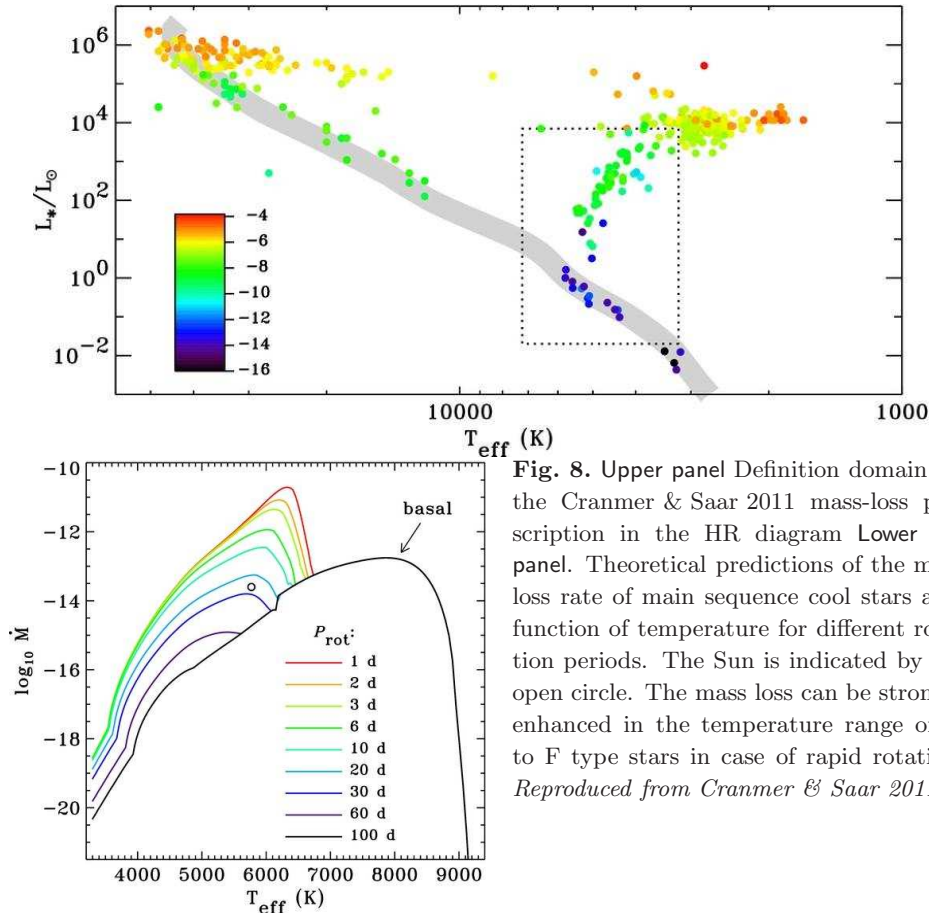 10^6
10^4
10^2
10^0
10^-2
L*/L⊙
-4
-6
-8
-10
-12
-14
-16
10000
1000
T_eff (K)
-10
-12
-14
-16
-18
-20
log10 Ṁ
basal
P_rot:
1 d
2 d
3 d
6 d
10 d
20 d
30 d
60 d
100 d
4000 5000 6000 7000 8000 9000
T_eff (K)
Fig. 8. Upper panel Definition domain
the Cranmer & Saar 2011 mass-loss p
scription in the HR diagram Lower
panel. Theoretical predictions of the m
loss rate of main sequence cool stars a
function of temperature for different ro
tion periods. The Sun is indicated by
open circle. The mass loss can be stron
enhanced in the temperature range o
to F type stars in case of rapid rotati
Reproduced from Cranmer & Saar 201